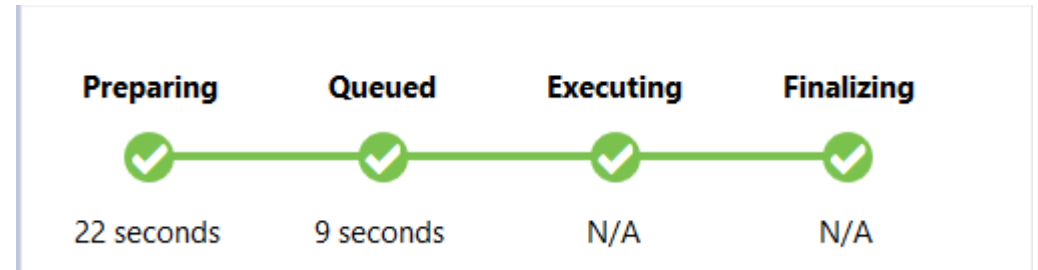 Preparing Queued Executing Finalizing
22 seconds 9 seconds N/A N/A